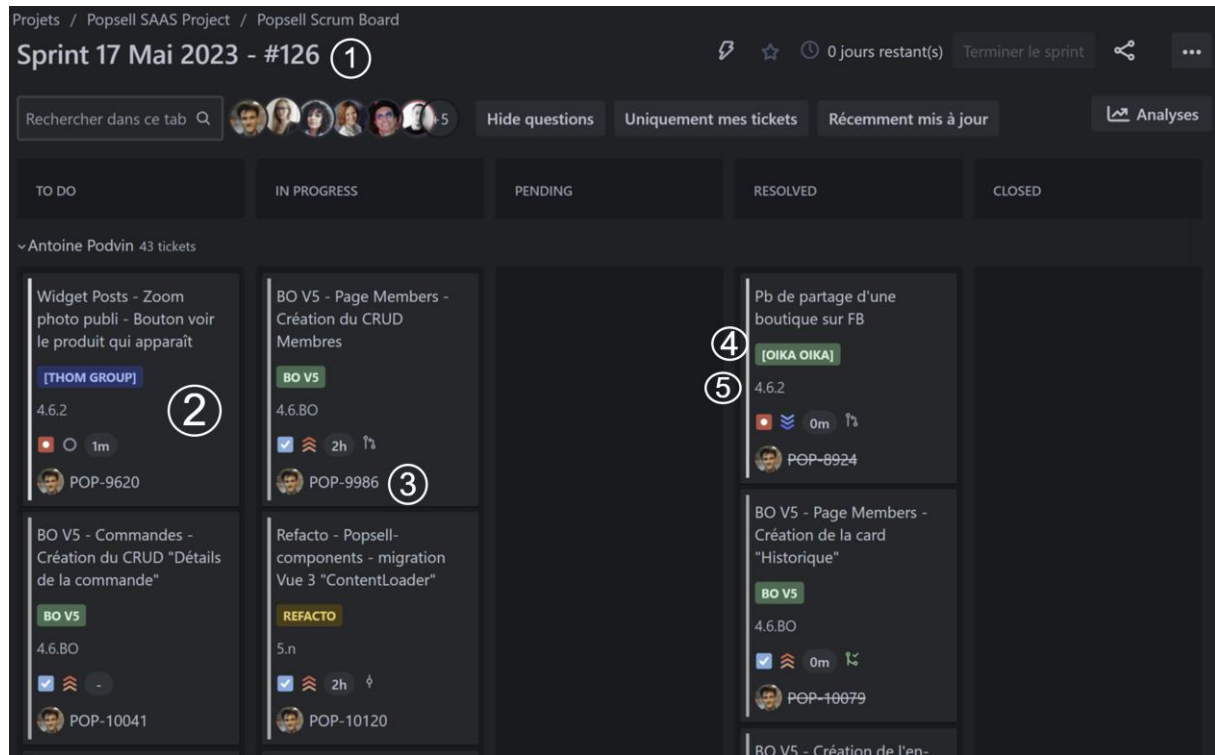 Projets / Popsell SAAS Project / Popsell Scrum Board
Sprint 17 Mai 2023 - #126 ①
0 jours restant(s) Terminer le sprint
Rechercher dans ce tab +5 Hide questions Uniquement mes tickets Récemment mis à jour Analyses
TO DO IN PROGRESS PENDING RESOLVED CLOSED
Antoine Podvin 43 tickets
Widget Posts - Zoom
photo publi - Bouton voir
le produit qui apparaît
[THOM GROUP]
②
4.6.2
1m
POP-9620
BO V5 - Commandes -
Création du CRUD "Détails
de la commande"
BO V5
4.6.BO
-
POP-10041
BO V5 - Page Members -
Création du CRUD
Membres
BO V5
4.6.BO
2h
POP-9986 ③
Refacto - Popsell-
components - migration
Vue 3 "ContentLoader"
REFACTO
5.n
2h
POP-10120
Pb de partage d'une
boutique sur FB
④ [OIKA OIKA]
⑤ 4.6.2
0m
POP-8924
BO V5 - Page Members -
Création de la card
"Historique"
BO V5
4.6.BO
0m
POP-10079
BO V5 - Création de l'en-